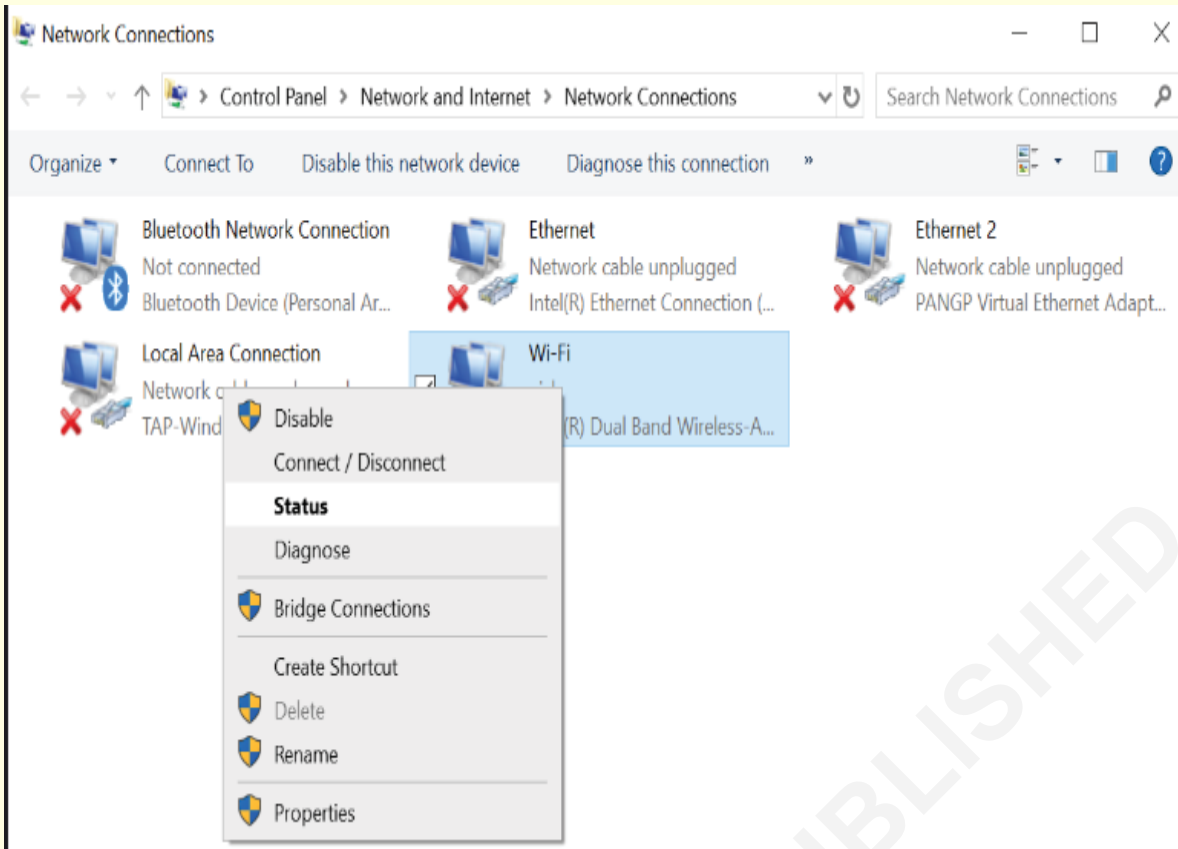 Network Connections
Control Panel > Network and Internet > Network Connections
Search Network Connections
Organize
Connect To
Disable this network device
Diagnose this connection
»
Bluetooth Network Connection
Not connected
Bluetooth Device (Personal Ar...
Ethernet
Network cable unplugged
Intel(R) Ethernet Connection (...
Ethernet 2
Network cable unplugged
PANGP Virtual Ethernet Adapt...
Local Area Connection
Network
TAP-Wind
Wi-Fi
(R) Dual Band Wireless-A...
Disable
Connect / Disconnect
Status
Diagnose
Bridge Connections
Create Shortcut
Delete
Rename
Properties
BLISHED